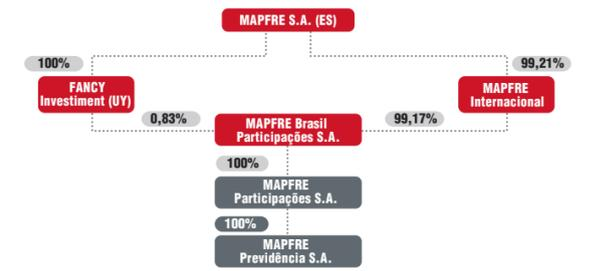 MAPFRE S.A. (ES)
100%
99,21%
FANCY
Investiment (UY)
MAPFRE
Internacional
0,83%
99,17%
MAPFRE Brasil
Participações S.A.
100%
MAPFRE
Participações S.A.
100%
MAPFRE
Previdência S.A.